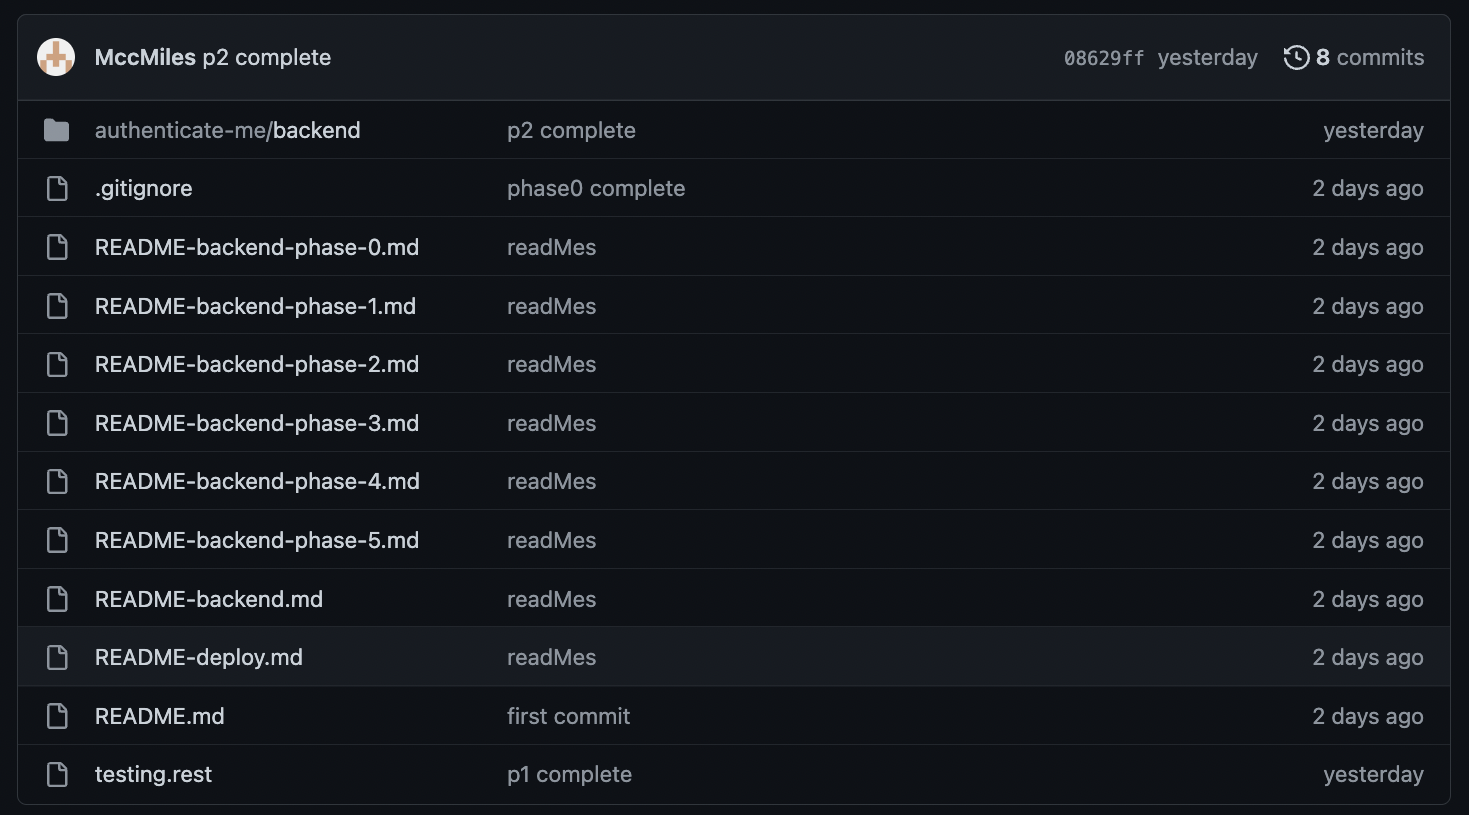 MccMiles p2 complete 08629ff yesterday 8 commits
authenticate-me/backend p2 complete yesterday
.gitignore phase0 complete 2 days ago
README-backend-phase-0.md readMes 2 days ago
README-backend-phase-1.md readMes 2 days ago
README-backend-phase-2.md readMes 2 days ago
README-backend-phase-3.md readMes 2 days ago
README-backend-phase-4.md readMes 2 days ago
README-backend-phase-5.md readMes 2 days ago
README-backend.md readMes 2 days ago
README-deploy.md readMes 2 days ago
README.md first commit 2 days ago
testing.rest p1 complete yesterday